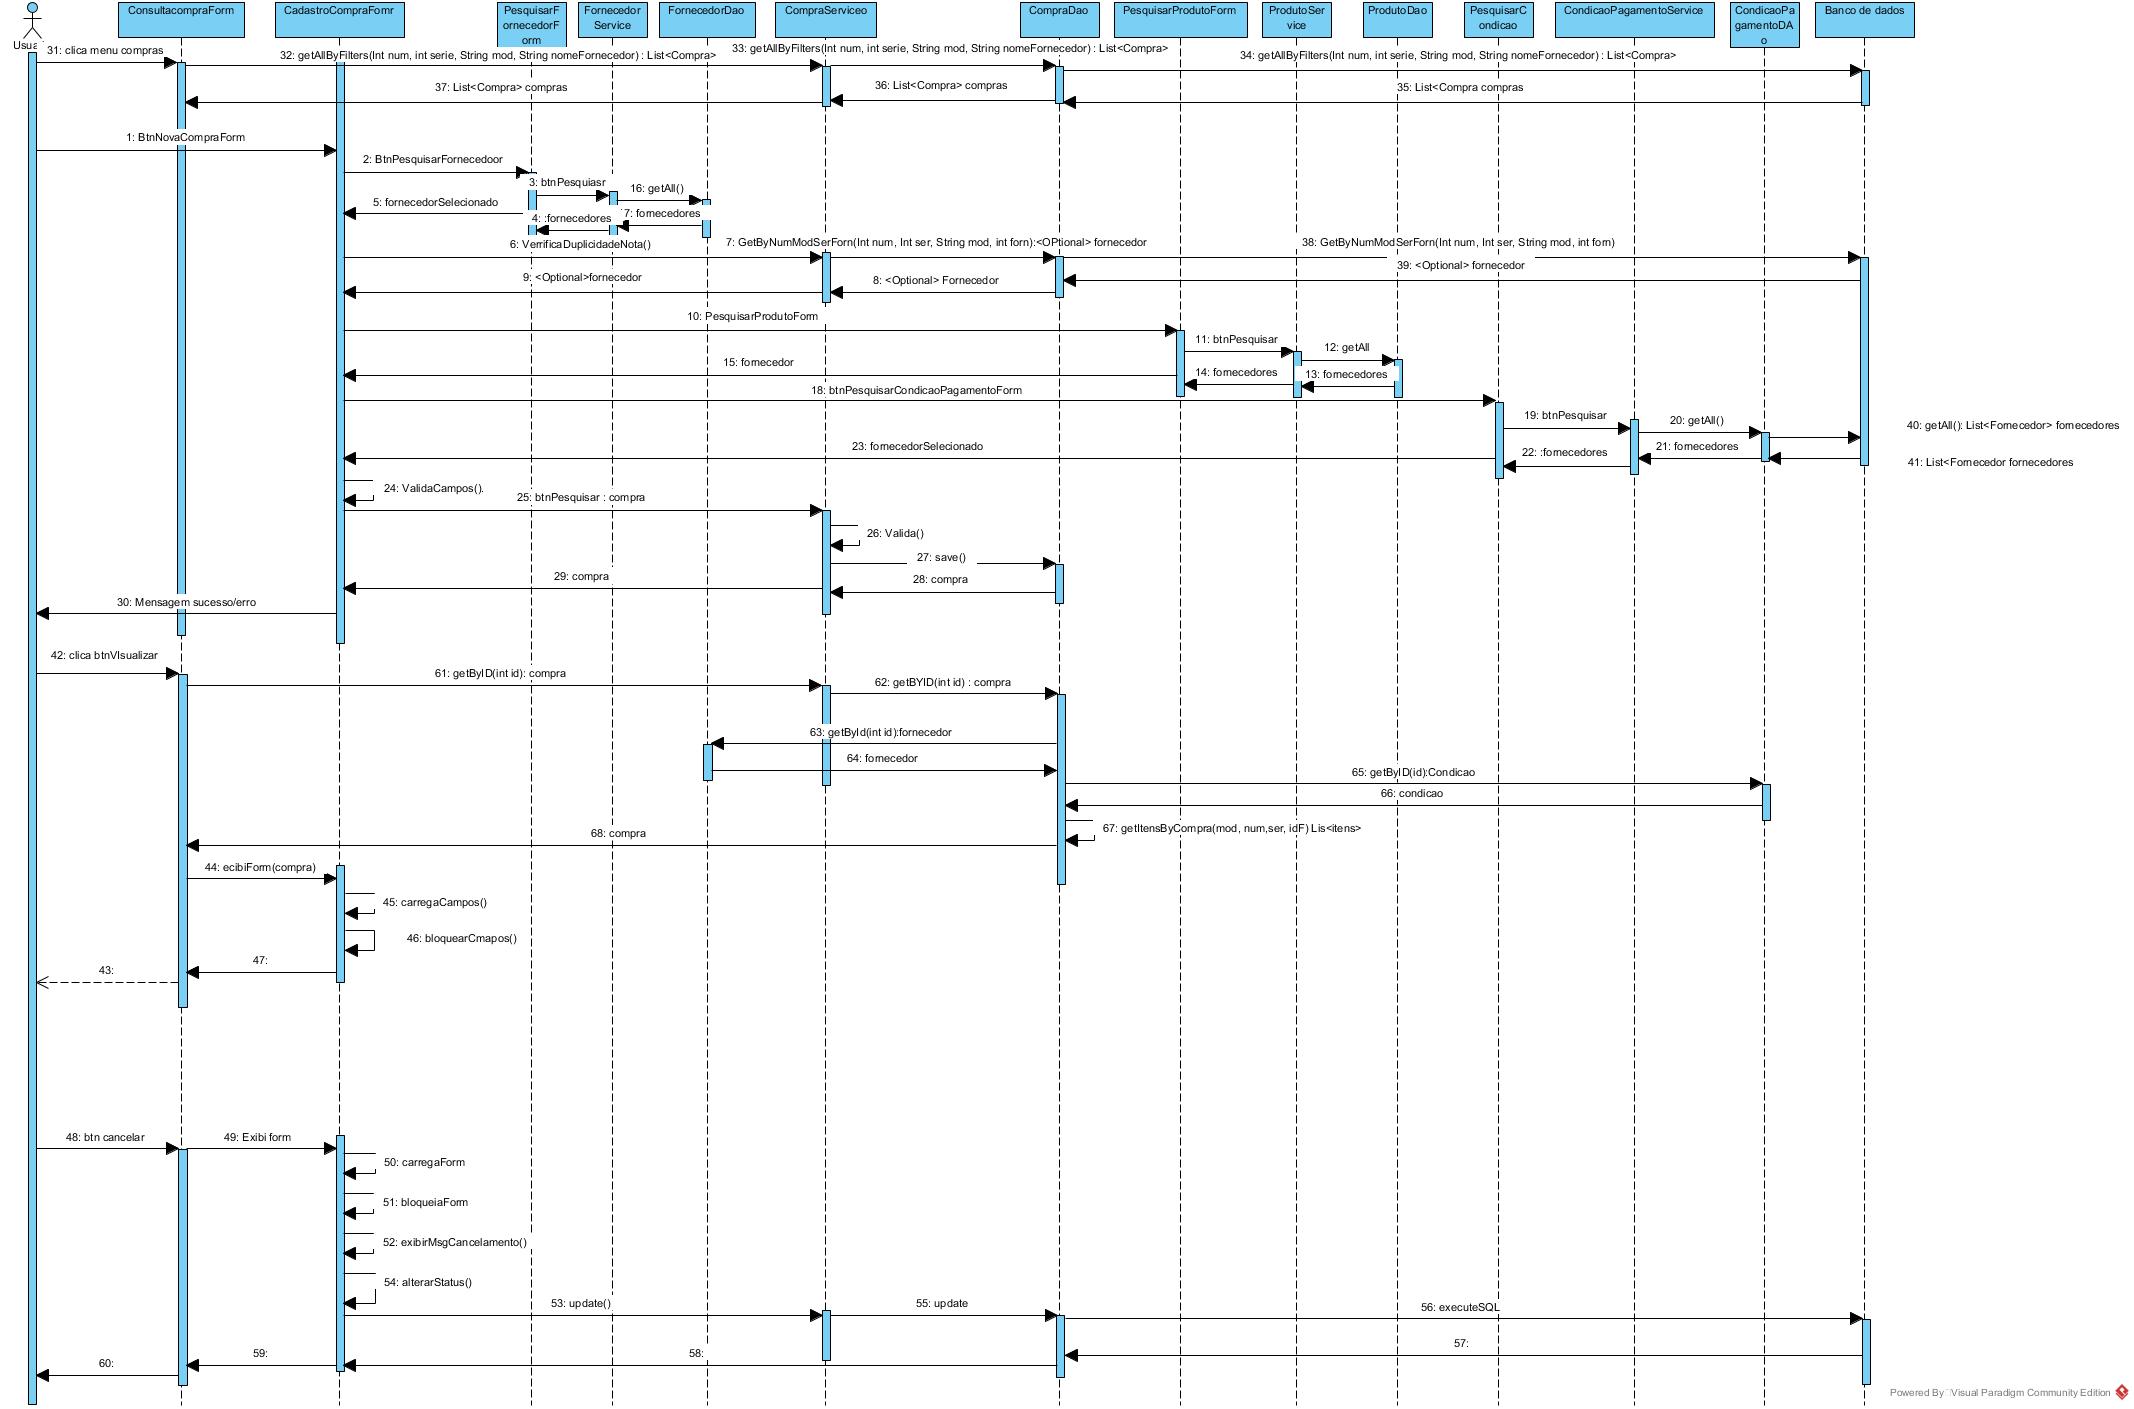 Usua
ConsultacompraForm
CadastroCompraFomr
PesquisarF
ornecedorF
orm
Fornecedor
Service
FornecedorDao
CompraServiceo
CompraDao
PesquisarProdutoForm
ProdutoSer
vice
ProdutoDao
PesquisarC
ondicao
CondicaoPagamentoService
CondicaoPa
gamentoDA
o
Banco de dados
31: clica menu compras
32: getAllByFilters(Int num, int serie, String mod, String nomeFornecedor) : List<Compra>
33: getAllByFilters(Int num, int serie, String mod, String nomeFornecedor) : List<Compra>
34: getAllByFilters(Int num, int serie, String mod, String nomeFornecedor) : List<Compra>
37: List<Compra> compras
36: List<Compra> compras
35: List<Compra compras
1: BtnNovaCompraForm
2: BtnPesquisarFornecedoor
3: btnPesquiasr
16: getAll()
5: fornecedorSelecionado
4: :fornecedores
7: fornecedores
6: VerrificaDuplicidadeNota()
7: GetByNumModSerForn(Int num, Int ser, String mod, int forn):<OPtional> fornecedor
38: GetByNumModSerForn(Int num, Int ser, String mod, int forn)
39: <Optional> fornecedor
9: <Optional>fornecedor
8: <Optional> Fornecedor
10: PesquisarProdutoForm
11: btnPesquisar
12: getAll
15: fornecedor
14: fornecedores
13: fornecedores
18: btnPesquisarCondicaoPagamentoForm
19: btnPesquisar
20: getAll()
40: getAll(): List<Fornecedor> fornecedores
23: fornecedorSelecionado
22: :fornecedores
21: fornecedores
41: List<Fornecedor fornecedores
24: ValidaCampos().
25: btnPesquisar : compra
26: Valida()
27: save()
29: compra
28: compra
30: Mensagem sucesso/erro
42: clica btnVIsualizar
61: getByID(int id): compra
62: getBYID(int id) : compra
63: getById(int id):fornecedor
64: fornecedor
65: getByID(id):Condicao
66: condicao
67: getItensByCompra(mod, num,ser, idF) Lis<itens>
68: compra
44: ecibiForm(compra)
45: carregaCampos()
46: bloquearCmapos()
47:
43:
48: btn cancelar
49: Exibi form
50: carregaForm
51: bloqueiaForm
52: exibirMsgCancelamento()
54: alterarStatus()
53: update()
55: update
56: executeSQL
57:
58:
59:
60:
Powered By Visual Paradigm Community Edition